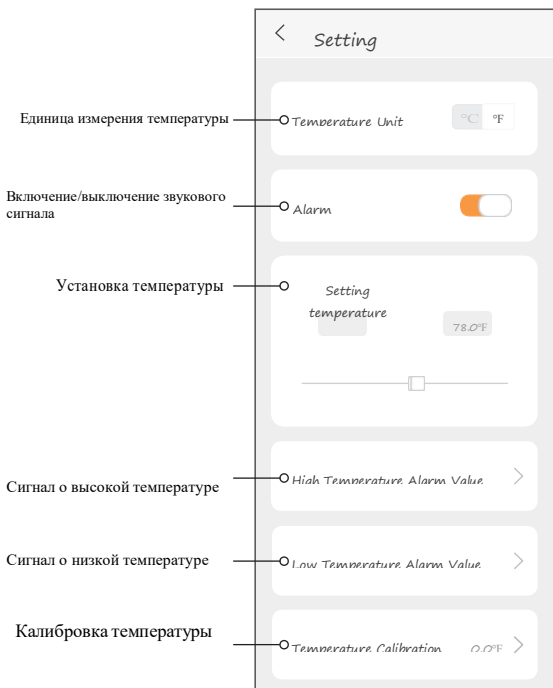 Setting
Единица измерения температуры
Temperature Unit
°C °F
Включение/выключение звукового
сигнала
Alarm
Установка температуры
Setting
temperature
78.0°F
Сигнал о высокой температуре
High Temperature Alarm Value
Сигнал о низкой температуре
Low Temperature Alarm Value
Калибровка температуры
Temperature Calibration 0.0°F